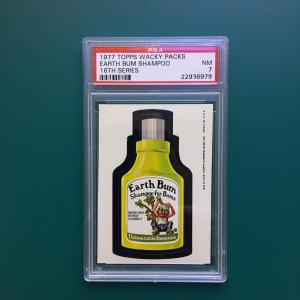 PSA
1977 TOPPS WACKY PACKS
EARTH BUM SHAMPOO
16TH SERIES
NM
7
22936979
Earth Bum
Shampoo for Bums
Unbearable Essence